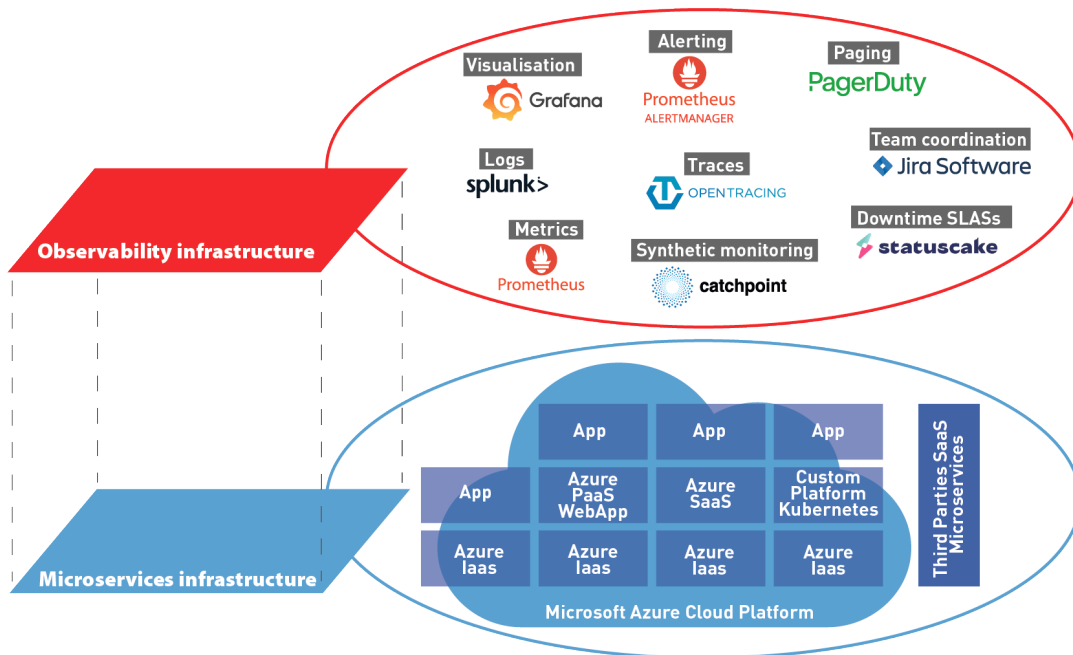 Alerting
Prometheus
ALERTMANAGER
Visualisation
Grafana
Paging
PagerDuty
Team coordination
Jira Software
Logs
splunk>
Traces
OPENTRACING
Downtime SLASs
statuscake
Metrics
Prometheus
Synthetic monitoring
catchpoint
Observability infrastructure
App
App
App
App
Azure
PaaS
WebApp
Azure
SaaS
Custom
Platform
Kubernetes
Azure
Iaas
Azure
Iaas
Azure
Iaas
Azure
Iaas
Microsoft Azure Cloud Platform
Third Parties SaaS
Microservices
Microservices infrastructure